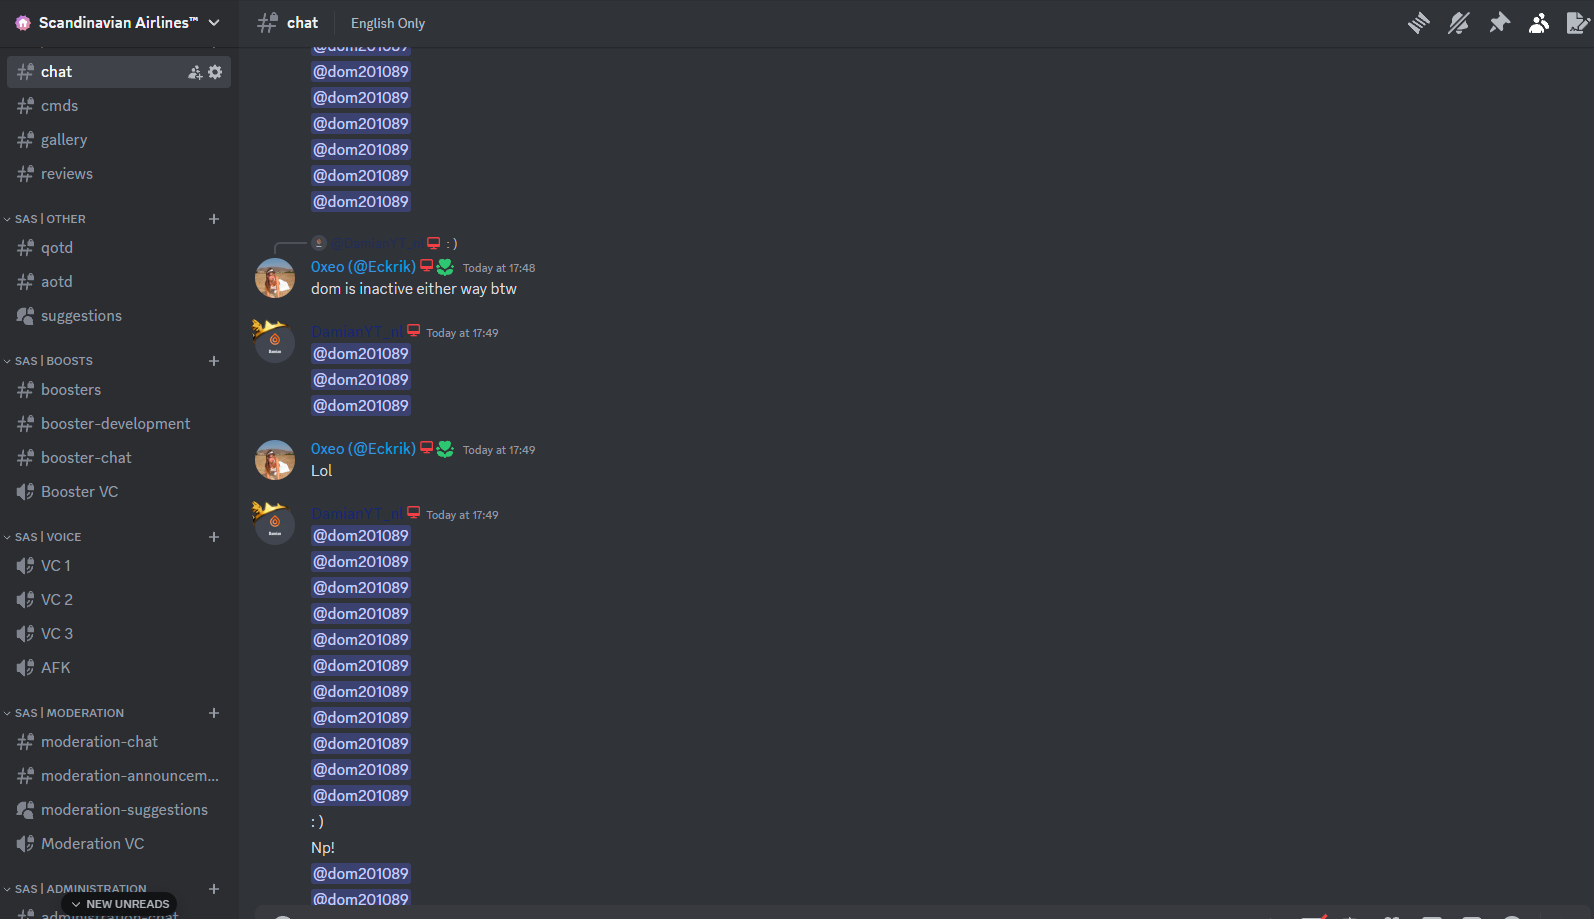 Scandinavian Airlines™
chat
cmds
gallery
reviews
SAS | OTHER
qotd
aotd
suggestions
SAS | BOOSTS
boosters
booster-development
booster-chat
Booster VC
SAS | VOICE
VC 1
VC 2
VC 3
AFK
SAS | MODERATION
moderation-chat
moderation-announcem...
moderation-suggestions
Moderation VC
SAS | ADMINISTRATION
administration-chat
NEW UNREADS
chat
English Only
@dom201089
@dom201089
@dom201089
@dom201089
@dom201089
@dom201089
@dom201089
@DamianYT_nl : )
Oxeo (@Eckrik) Today at 17:48
dom is inactive either way btw
DamianYT_nl Today at 17:49
@dom201089
@dom201089
@dom201089
Oxeo (@Eckrik) Today at 17:49
Lol
DamianYT_nl Today at 17:49
@dom201089
@dom201089
@dom201089
@dom201089
@dom201089
@dom201089
@dom201089
@dom201089
@dom201089
@dom201089
@dom201089
: )
Np!
@dom201089
@dom201089